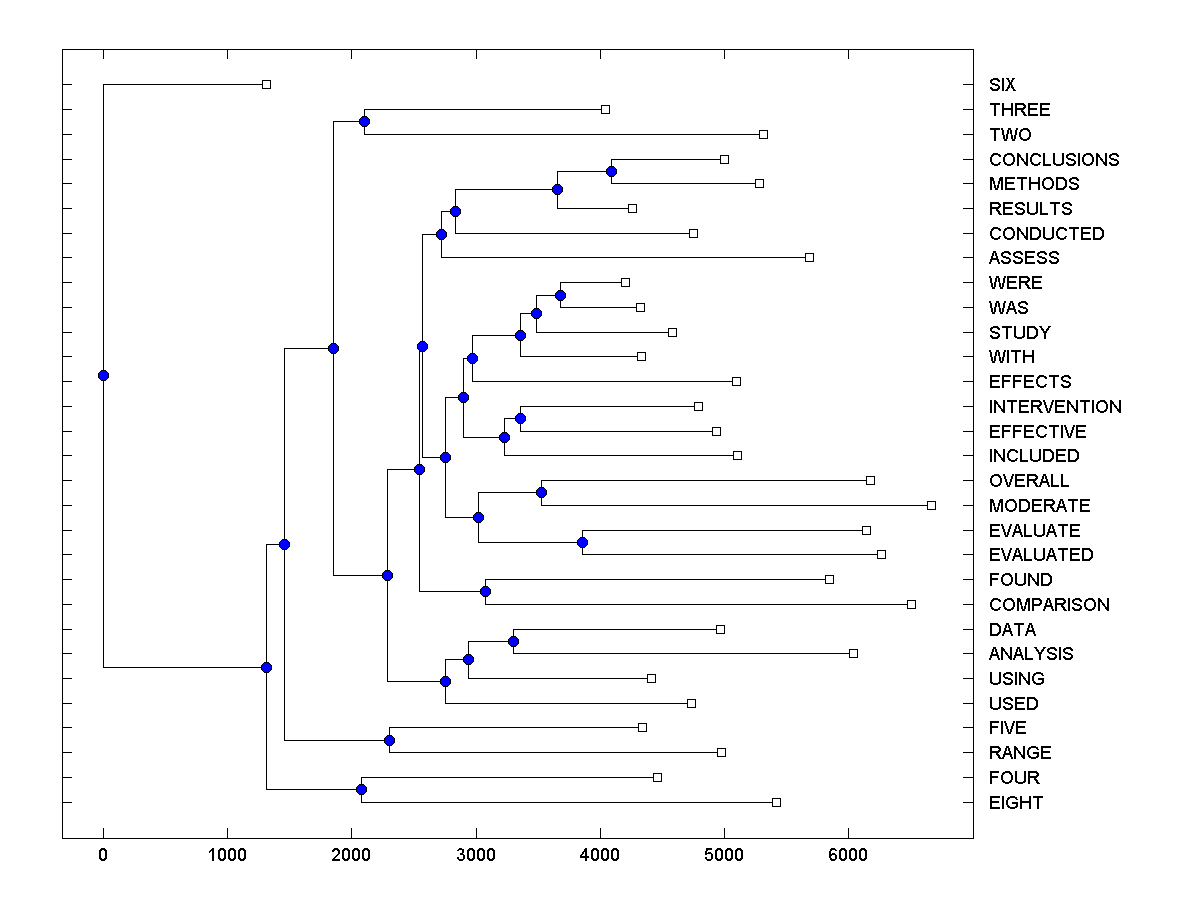 SIX
THREE
TWO
CONCLUSIONS
METHODS
RESULTS
CONDUCTED
ASSESS
WERE
WAS
STUDY
WITH
EFFECTS
INTERVENTION
EFFECTIVE
INCLUDED
OVERALL
MODERATE
EVALUATE
EVALUATED
FOUND
COMPARISON
DATA
ANALYSIS
USING
USED
FIVE
RANGE
FOUR
EIGHT
0 1000 2000 3000 4000 5000 6000